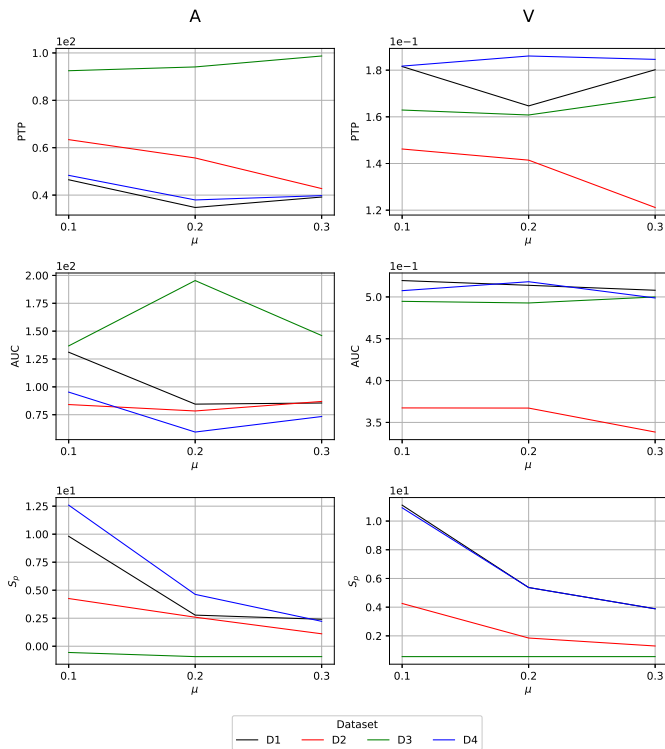 A
V
1e2
1e−1
1.0
0.8
0.6
0.4
PTP
0.1
0.2
0.3
μ
1.8
1.6
1.4
1.2
PTP
0.1
0.2
0.3
μ
1e2
1e−1
2.00
1.75
1.50
1.25
1.00
0.75
AUC
0.1
0.2
0.3
μ
5.0
4.5
4.0
3.5
AUC
0.1
0.2
0.3
μ
1e1
1e1
1.25
1.00
0.75
0.50
0.25
0.00
Sp
0.1
0.2
0.3
μ
1.0
0.8
0.6
0.4
0.2
Sp
0.1
0.2
0.3
μ
Dataset
D1 D2 D3 D4